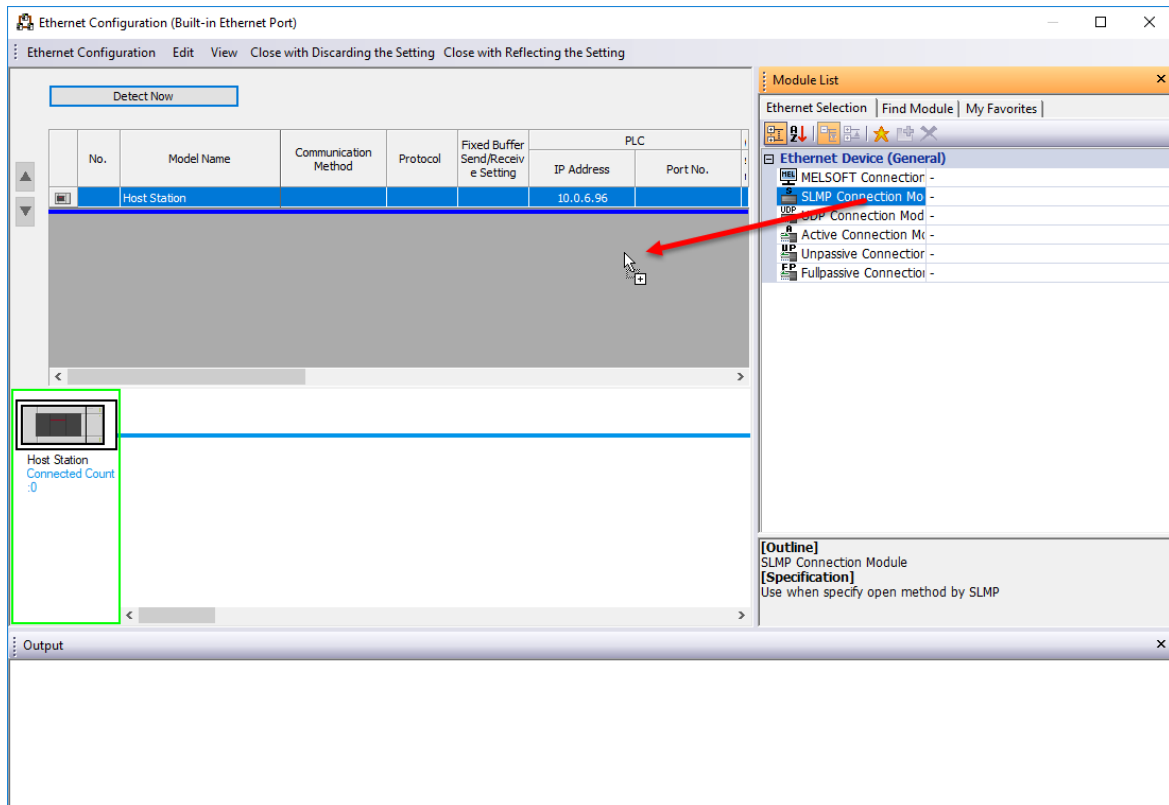 Ethernet Configuration (Built-in Ethernet Port)
Ethernet Configuration Edit View Close with Discarding the Setting Close with Reflecting the Setting
Detect Now
No.
Model Name
Communication
Method
Protocol
Fixed Buffer
Send/Receiv
e Setting
PLC
IP Address
Port No.
Host Station
10.0.6.96
Host Station
Connected Count
:0
Module List
Ethernet Selection Find Module My Favorites
Ethernet Device (General)
MELSOFT Connection -
SLMP Connection Mo -
UDP Connection Mod -
Active Connection Mo -
Unpassive Connection -
Fullpassive Connection -
[Outline]
SLMP Connection Module
[Specification]
Use when specify open method by SLMP
Output